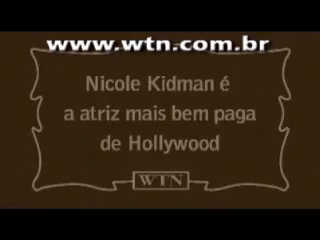 www.wtn.com.br
Nicole Kidman é
a atriz mais bem paga
de Hollywood
WTN